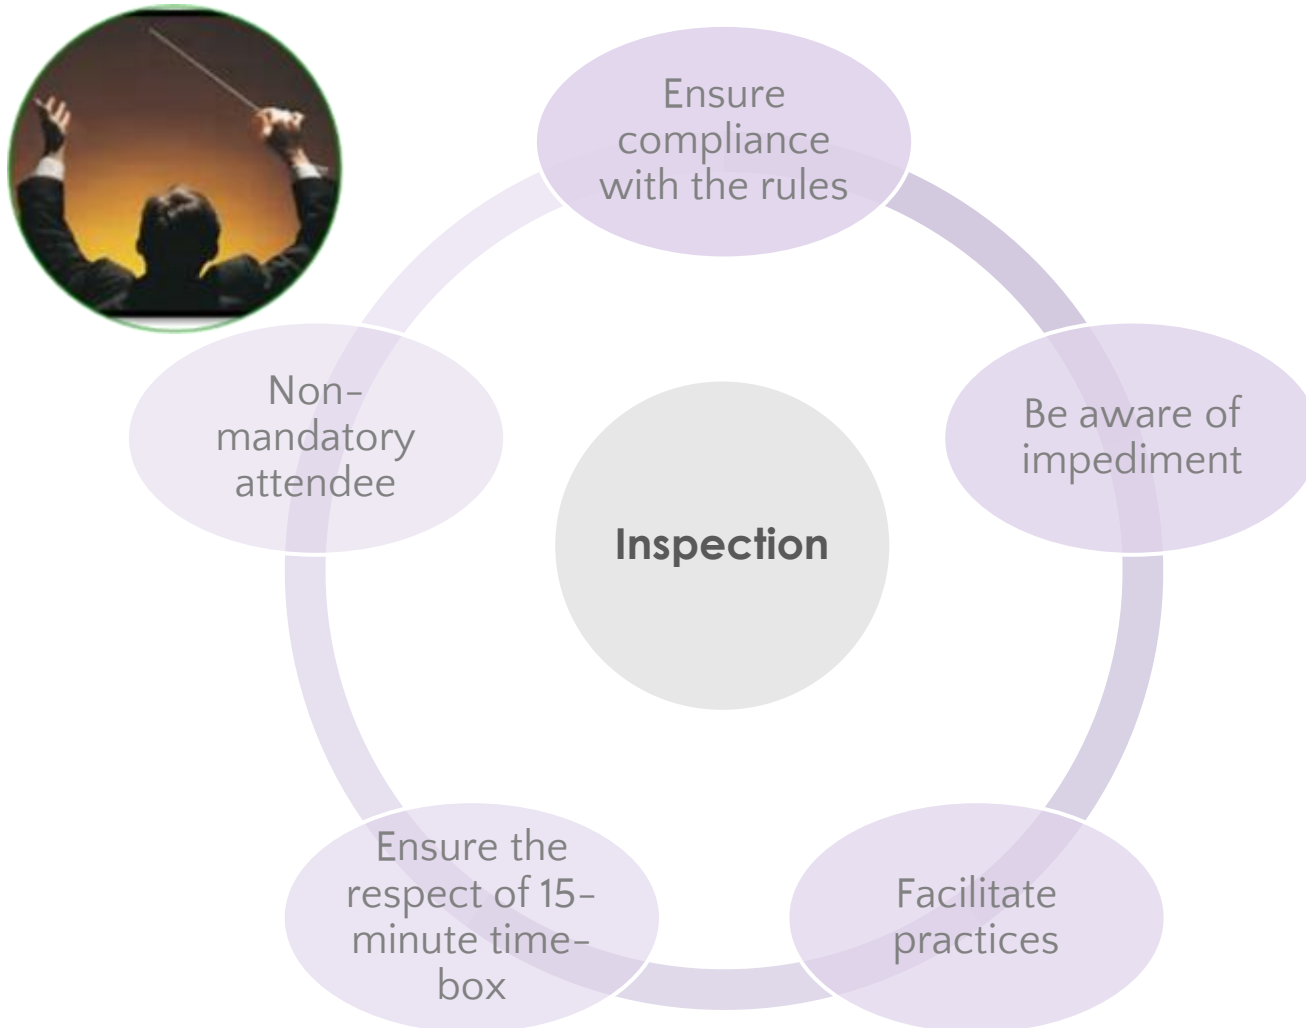 Ensure
compliance
with the rules
Be aware of
impediment
Facilitate
practices
Ensure the
respect of 15-
minute time-
box
Non-
mandatory
attendee
Inspection